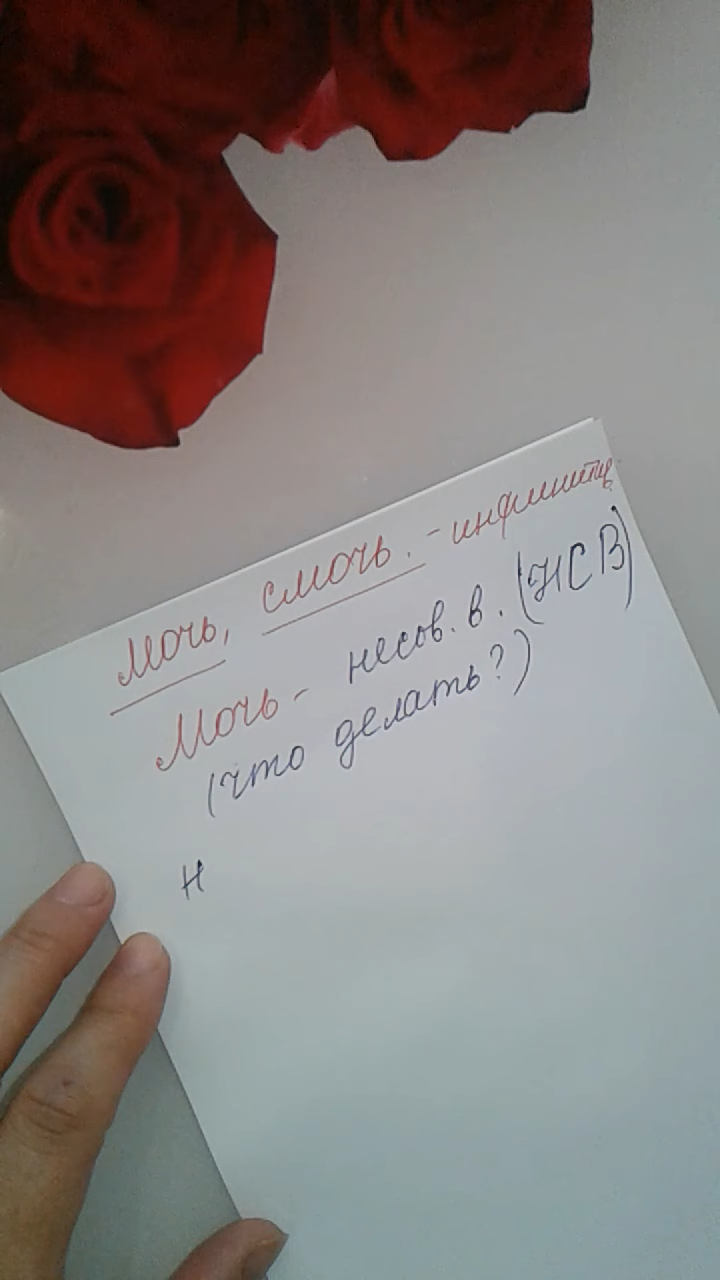 мочь, смочь. - инфинитив
Мочь - несов. в. (НСВ)
(что делать?)
н